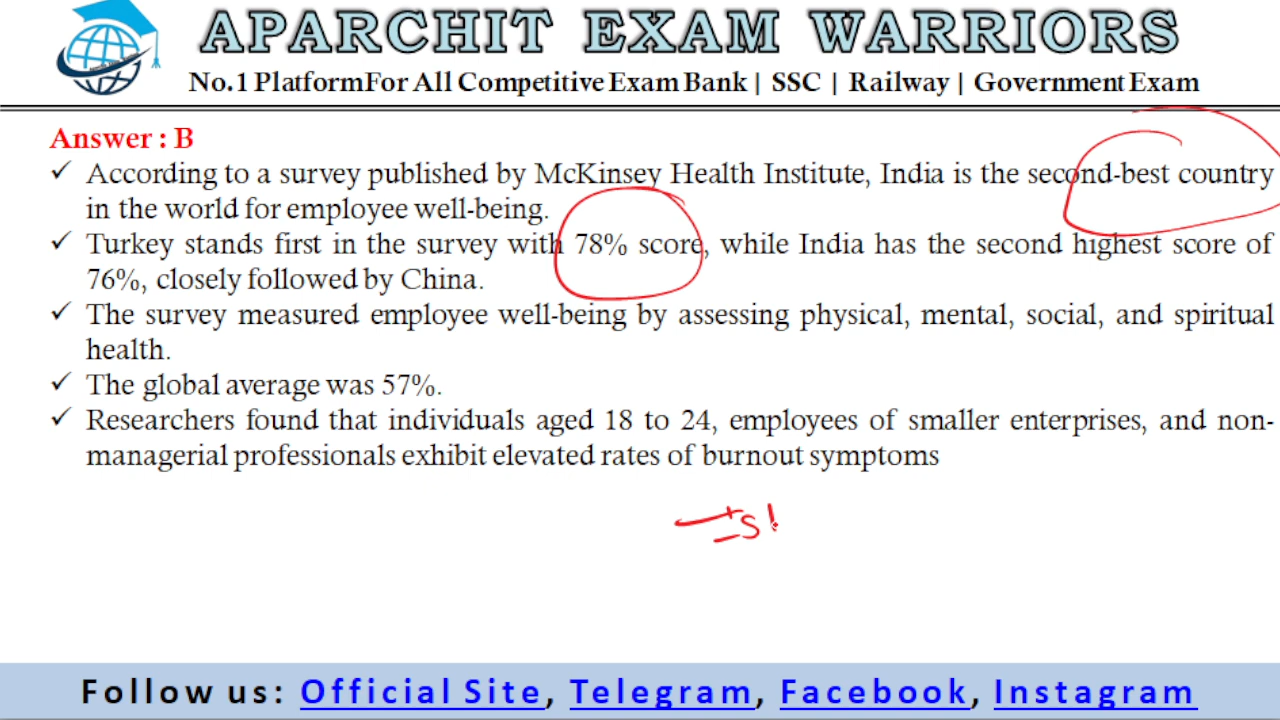 APARCHIT EXAM WARRIORS
No.1 PlatformFor All Competitive Exam Bank | SSC | Railway | Government Exam
Answer : B
✓ According to a survey published by McKinsey Health Institute, India is the second-best country
in the world for employee well-being.
✓ Turkey stands first in the survey with 78% score, while India has the second highest score of
76%, closely followed by China.
✓ The survey measured employee well-being by assessing physical, mental, social, and spiritual
health.
✓ The global average was 57%.
✓ Researchers found that individuals aged 18 to 24, employees of smaller enterprises, and non-
managerial professionals exhibit elevated rates of burnout symptoms
Follow us: Official Site, Telegram, Facebook, Instagram